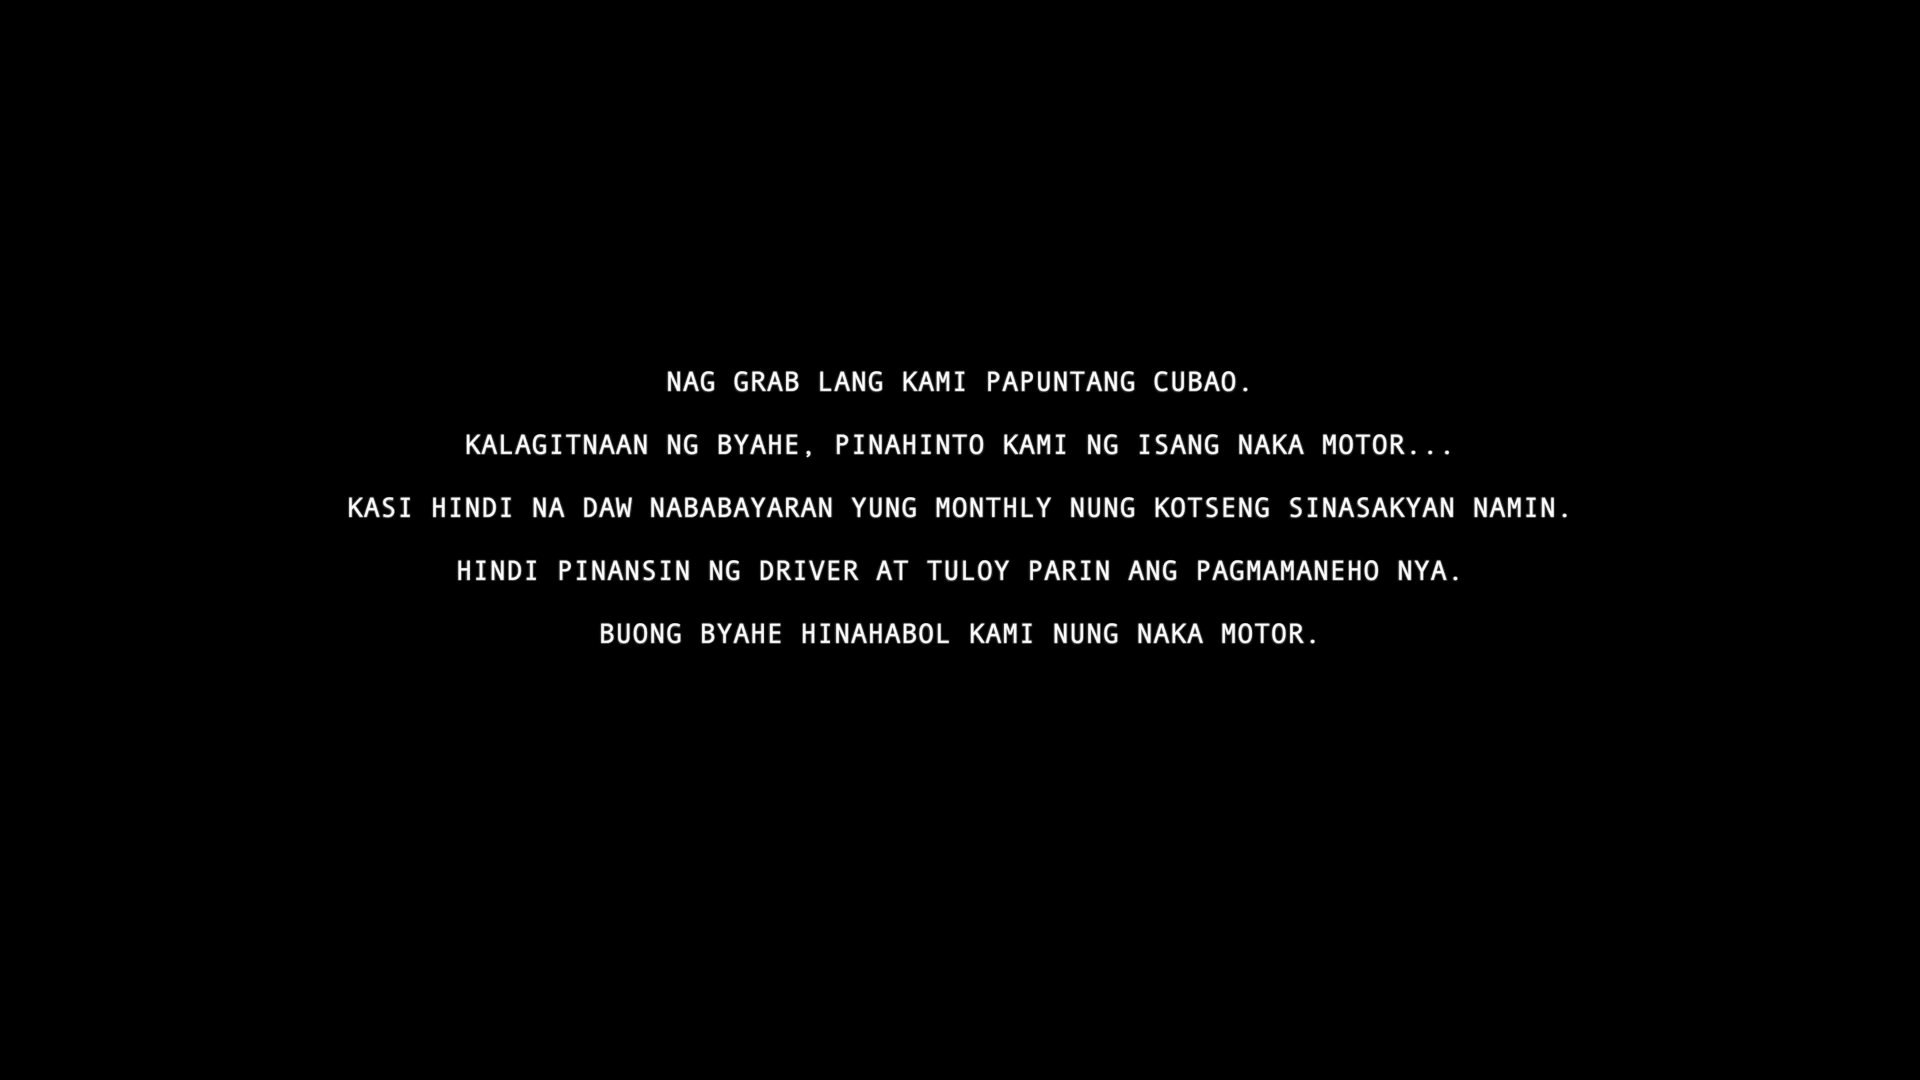 NAG GRAB LANG KAMI PAPUNTANG CUBAO.
KALAGITNAAN NG BYAHE, PINAHINTO KAMI NG ISANG NAKA MOTOR...
KASI HINDI NA DAW NABABAYARAN YUNG MONTHLY NUNG KOTSENG SINASAKYAN NAMIN.
HINDI PINANSIN NG DRIVER AT TULOY PARIN ANG PAGMAMANEHO NYA.
BUONG BYAHE HINAHABOL KAMI NUNG NAKA MOTOR.